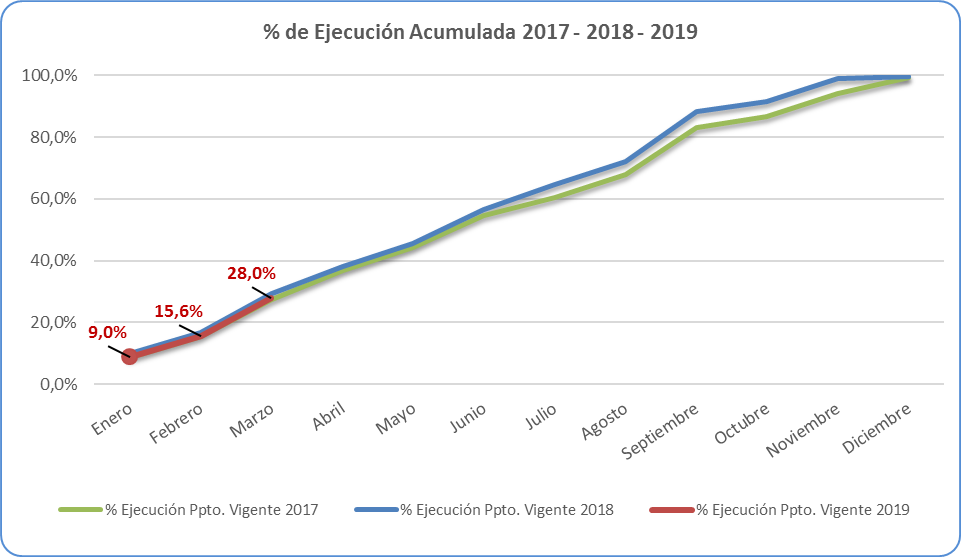 % de Ejecución Acumulada 2017 - 2018 - 2019
100,0%
80,0%
60,0%
40,0%
20,0%
0,0%
28,0%
15,6%
9,0%
Enero
Febrero
Marzo
Abril
Mayo
Junio
Julio
Agosto
Septiembre
Octubre
Noviembre
Diciembre
% Ejecución Ppto. Vigente 2017
% Ejecución Ppto. Vigente 2018
% Ejecución Ppto. Vigente 2019